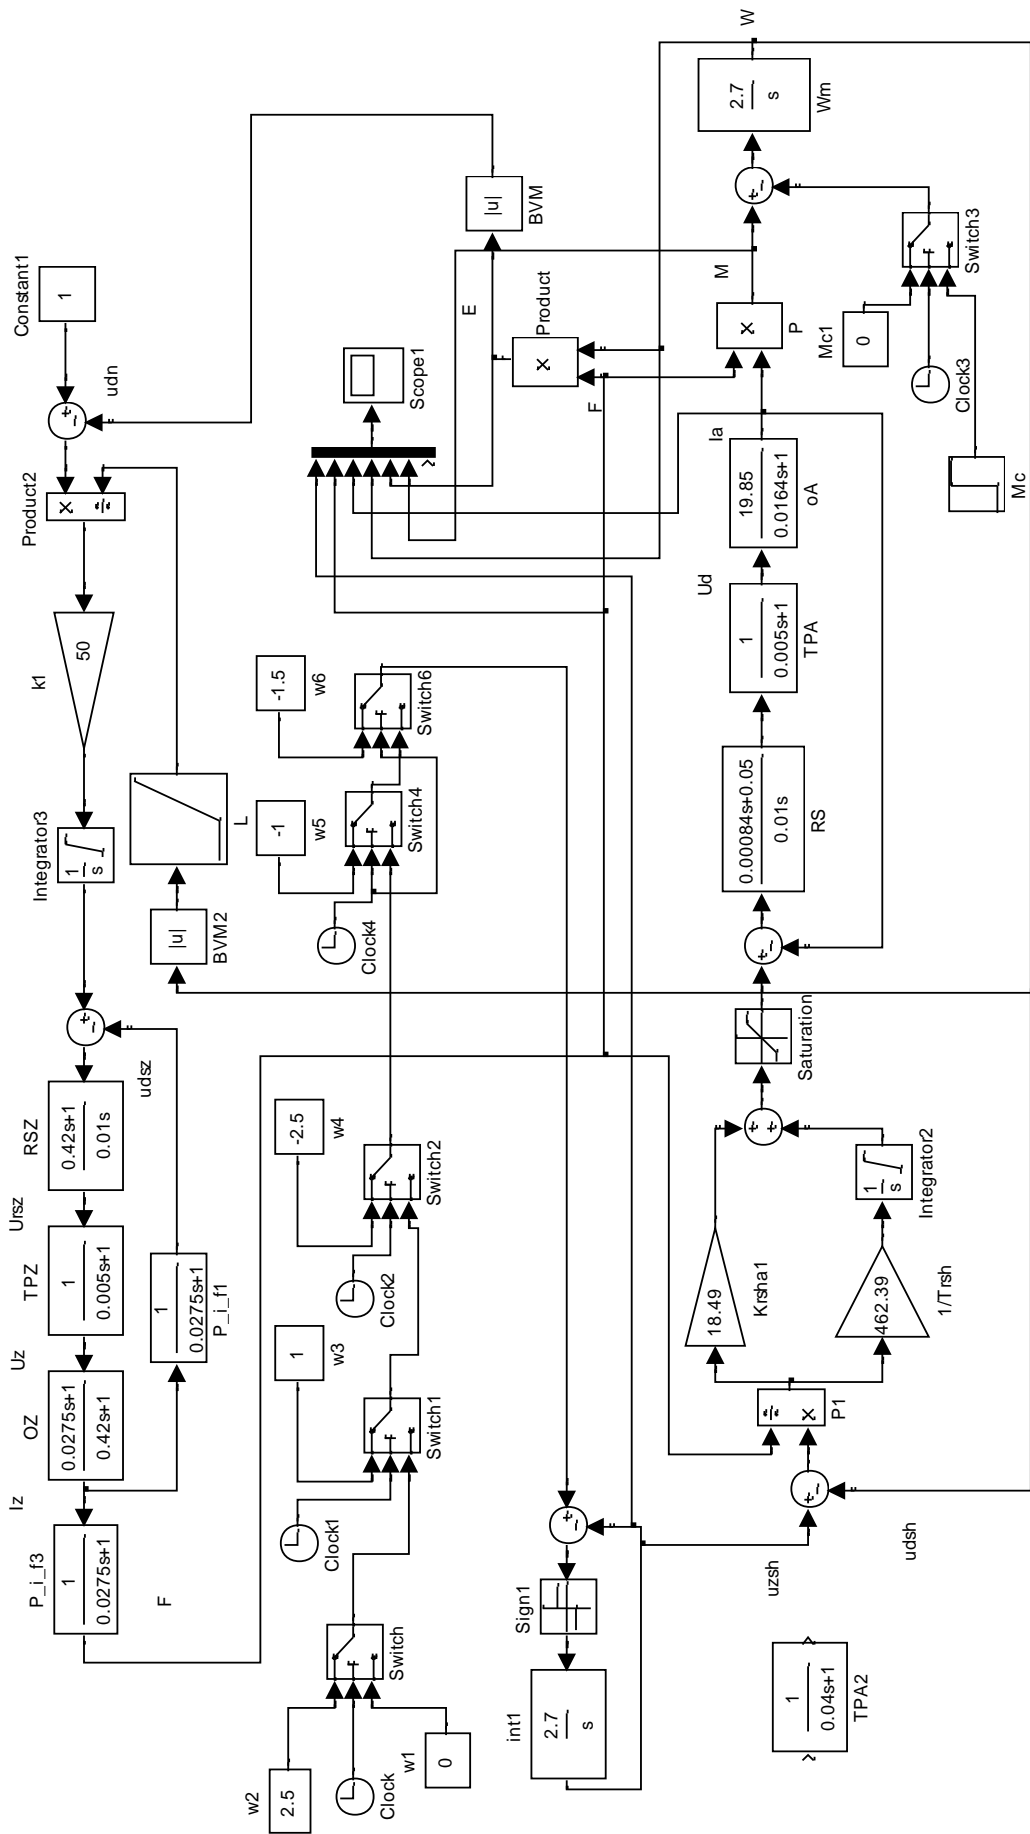 P_i_f3
1
0.0275s+1
F
Iz
OZ
0.0275s+1
0.42s+1
Uz
TPZ
1
0.005s+1
Ursz
RSZ
0.42s+1
0.01s
udsz
1
0.0275s+1
P_i_f1
Integrator3
1
s
k1
50
Product2
×
÷
udn
Constant1
1
|u|
BVM2
L
w2
2.5
Clock
w1
0
Switch
Clock1
1
w3
Switch1
Clock2
-2.5
w4
Switch2
Clock4
-1
w5
Switch4
-1.5
w6
Switch6
Scope1
E
|u|
BVM
Product
×
F
int1
2.7
s
Sign1
uzsh
udsh
÷
×
P1
18.49
Krsha1
462.39
1/Trsh
1
s
Integrator2
Saturation
0.00084s+0.05
0.01s
RS
1
0.005s+1
TPA
Ud
19.85
0.0164s+1
oA
Ia
×
P
M
2.7
s
Wm
W
Mc1
0
Clock3
Mc
Switch3
1
0.04s+1
TPA2